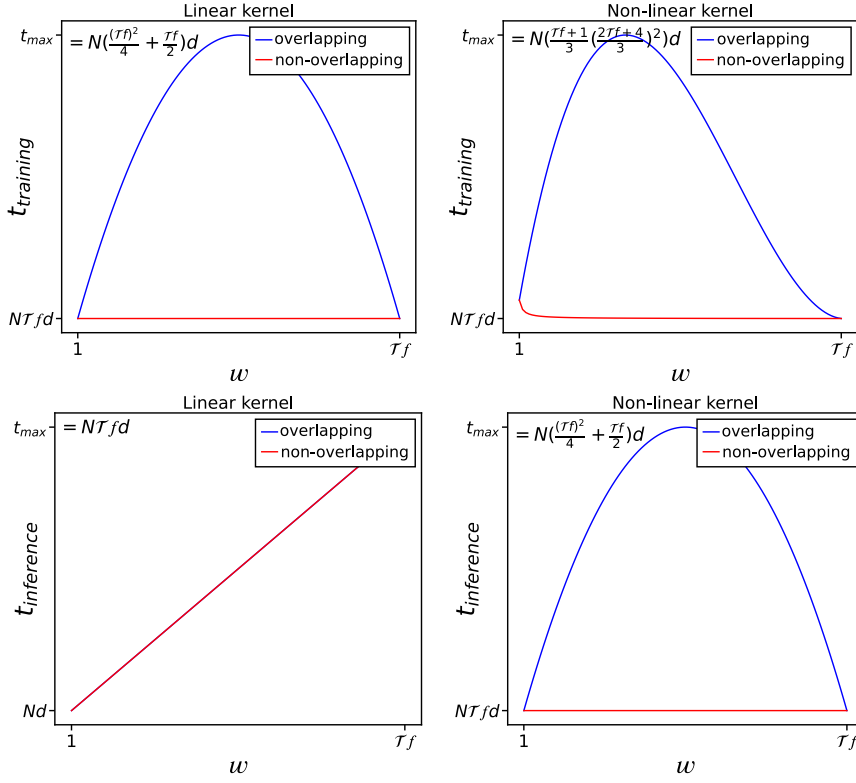 Linear kernel
t_max = N((𝒯f)²/4 + 𝒯f/2)d
overlapping
non-overlapping
t_training
N𝒯fd
1
𝒯f
w
Non-linear kernel
t_max = N(𝒯f+1/3(2𝒯f+4/3)²)d
overlapping
non-overlapping
t_training
N𝒯fd
1
𝒯f
w
Linear kernel
t_max = N𝒯fd
overlapping
non-overlapping
t_inference
Nd
1
𝒯f
w
Non-linear kernel
t_max = N((𝒯f)²/4 + 𝒯f/2)d
overlapping
non-overlapping
t_inference
N𝒯fd
1
𝒯f
w